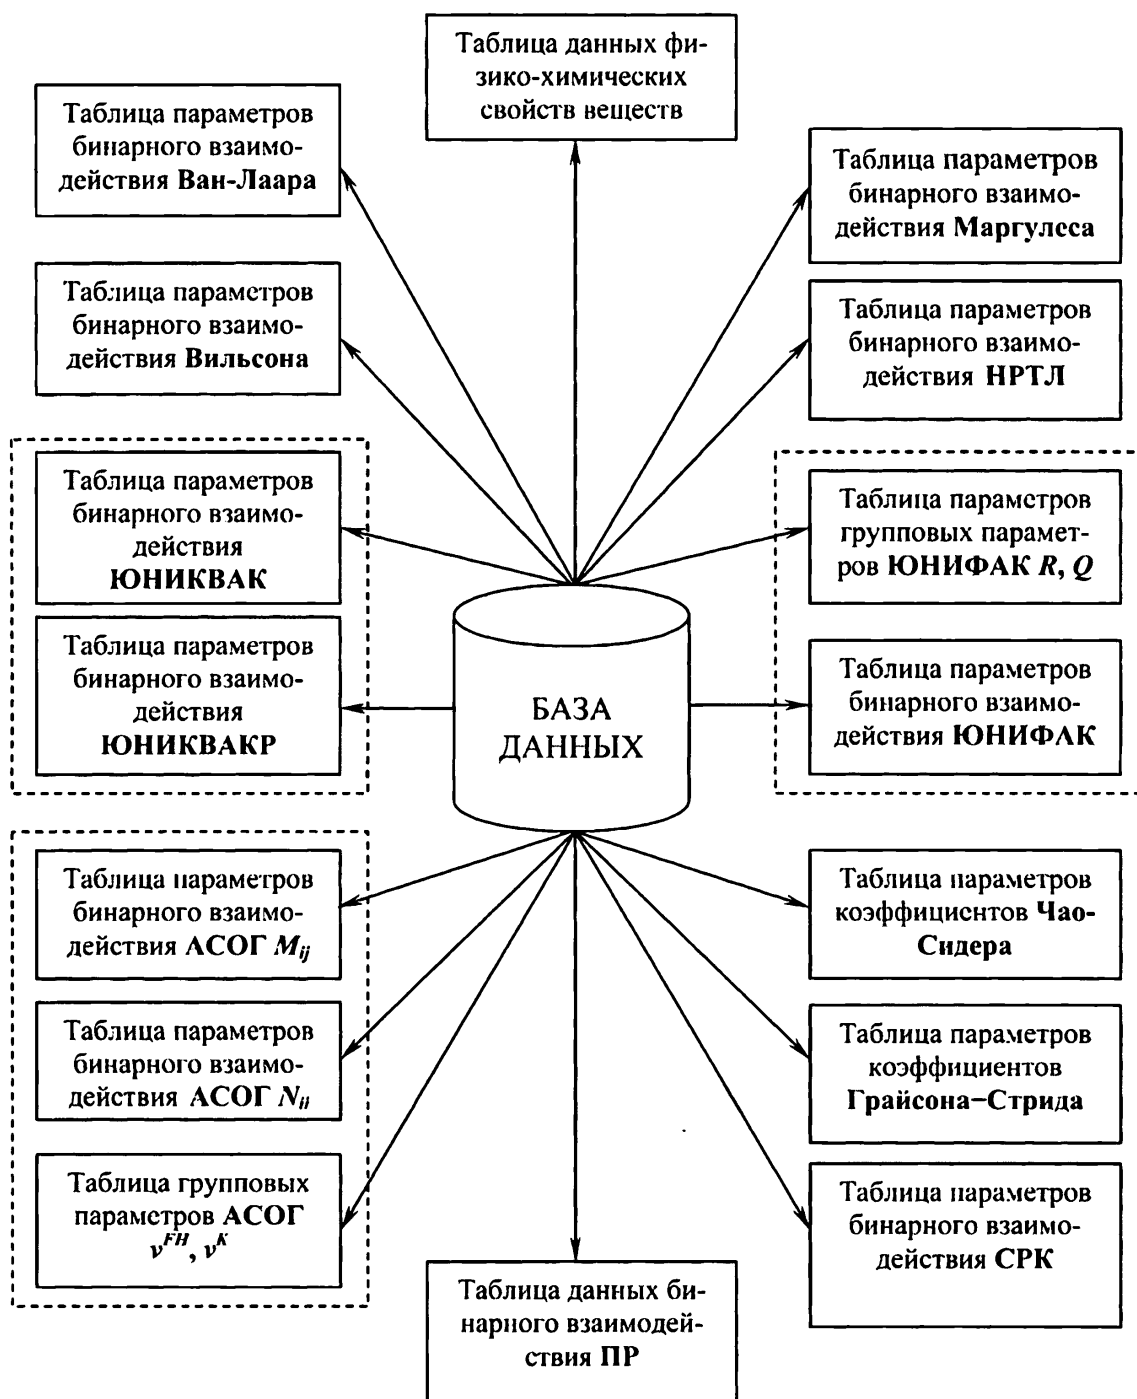 Таблица данных фи-
зико-химических
свойств веществ
Таблица параметров
бинарного взаимо-
действия Ван-Лаара
Таблица параметров
бинарного взаимо-
действия Маргулеса
Таблица параметров
бинарного взаимо-
действия Вильсона
Таблица параметров
бинарного взаимо-
действия НРТЛ
Таблица параметров
бинарного взаимо-
действия
ЮНИКВАК
Таблица параметров
групповых парамет-
ров ЮНИФАК R, Q
Таблица параметров
бинарного взаимо-
действия
ЮНИКВАКР
БАЗА
ДАННЫХ
Таблица параметров
бинарного взаимо-
действия ЮНИФАК
Таблица параметров
бинарного взаимо-
действия АСОГ Mij
Таблица параметров
коэффициентов Чао-
Сидера
Таблица параметров
бинарного взаимо-
действия АСОГ Nij
Таблица параметров
коэффициентов
Грайсона–Стрида
Таблица групповых
параметров АСОГ
νFH, νK
Таблица параметров
бинарного взаимо-
действия СРК
Таблица данных би-
нарного взаимодей-
ствия ПР